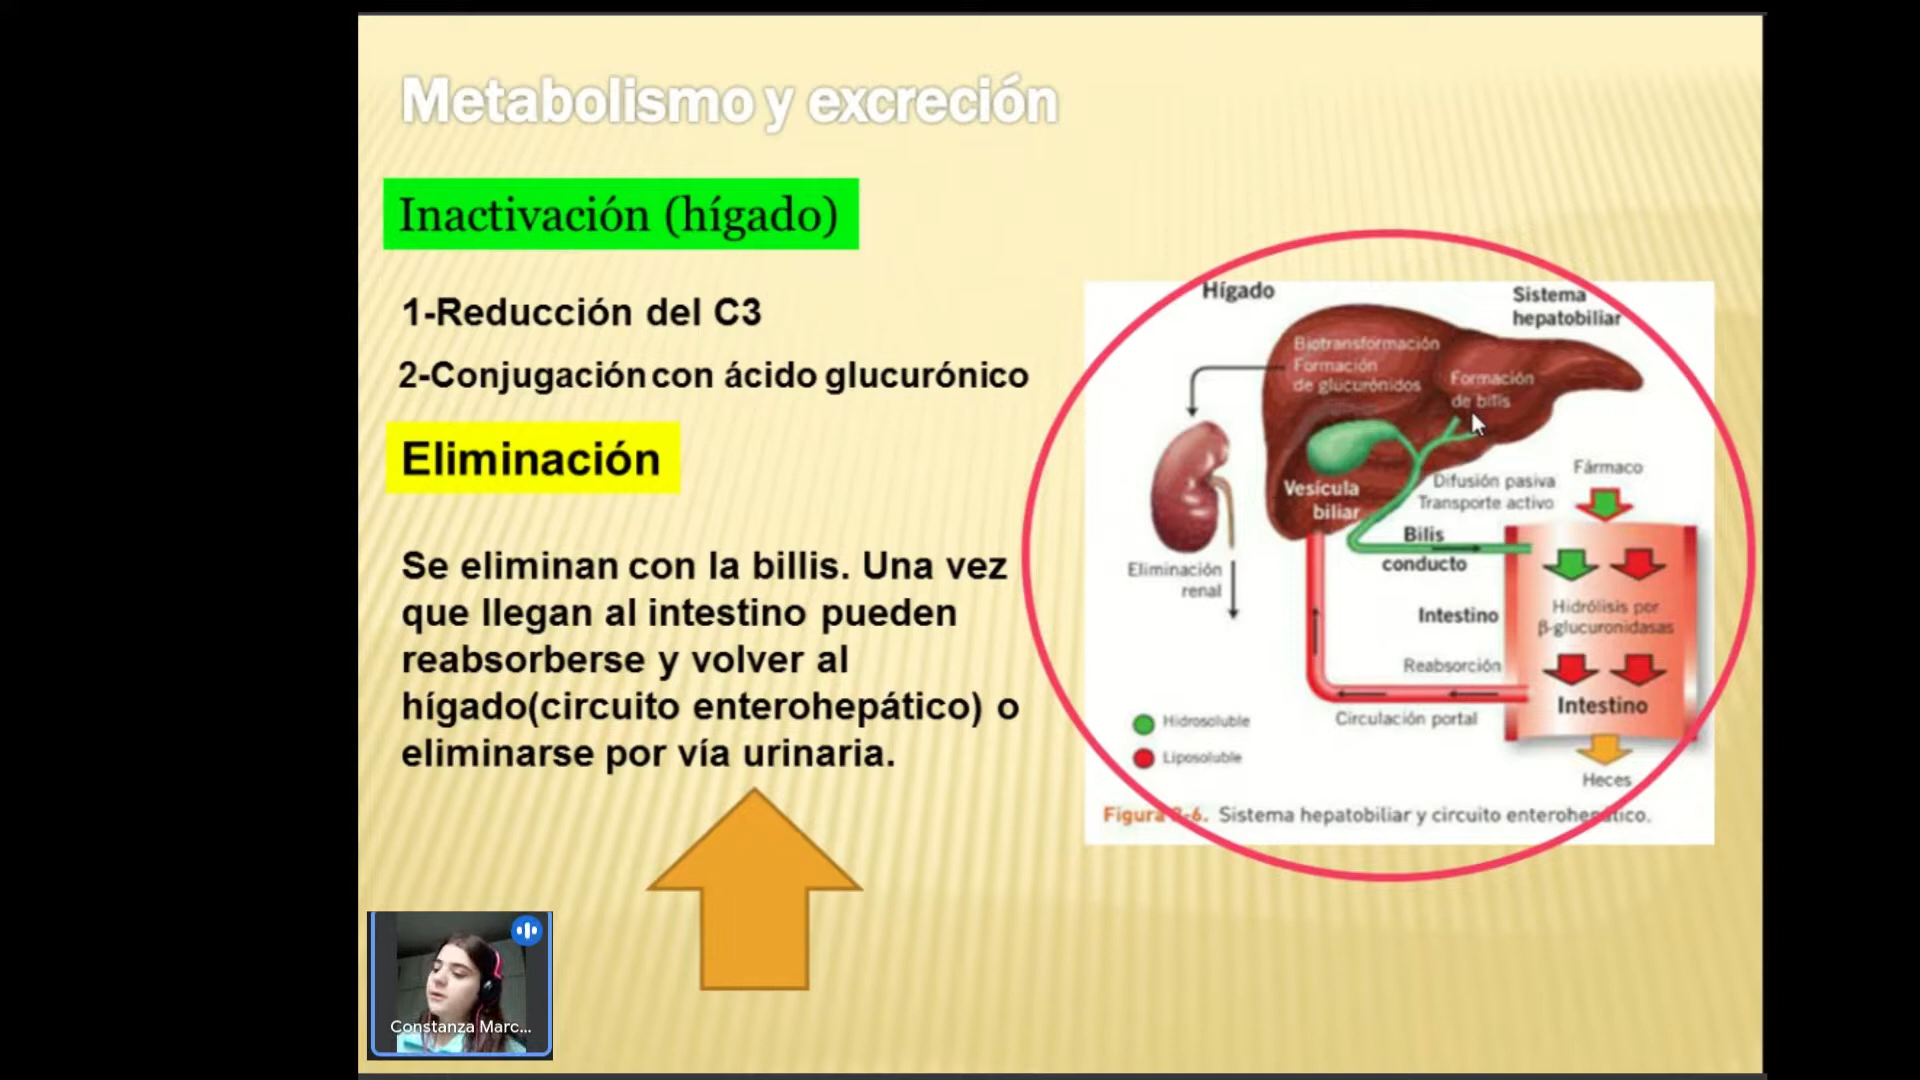 Metabolismo y excreción
Inactivación (hígado)
1-Reducción del C3
2-Conjugación con ácido glucurónico
Eliminación
Se eliminan con la billis. Una vez
que llegan al intestino pueden
reabsorberse y volver al
hígado(circuito enterohepático) o
eliminarse por vía urinaria.
Hígado
Sistema
hepatobiliar
Biotransformación
Formación
de glucurónidos
Formación
de bilis
Vesícula
biliar
Difusión pasiva
Transporte activo
Fármaco
Bilis
conducto
Eliminación
renal
Intestino
Hidrólisis por
β-glucuronidasas
Reabsorción
Intestino
Circulación portal
Hidrosoluble
Liposoluble
Heces
Figura -6. Sistema hepatobiliar y circuito enterohepático.
Constanza Marc...